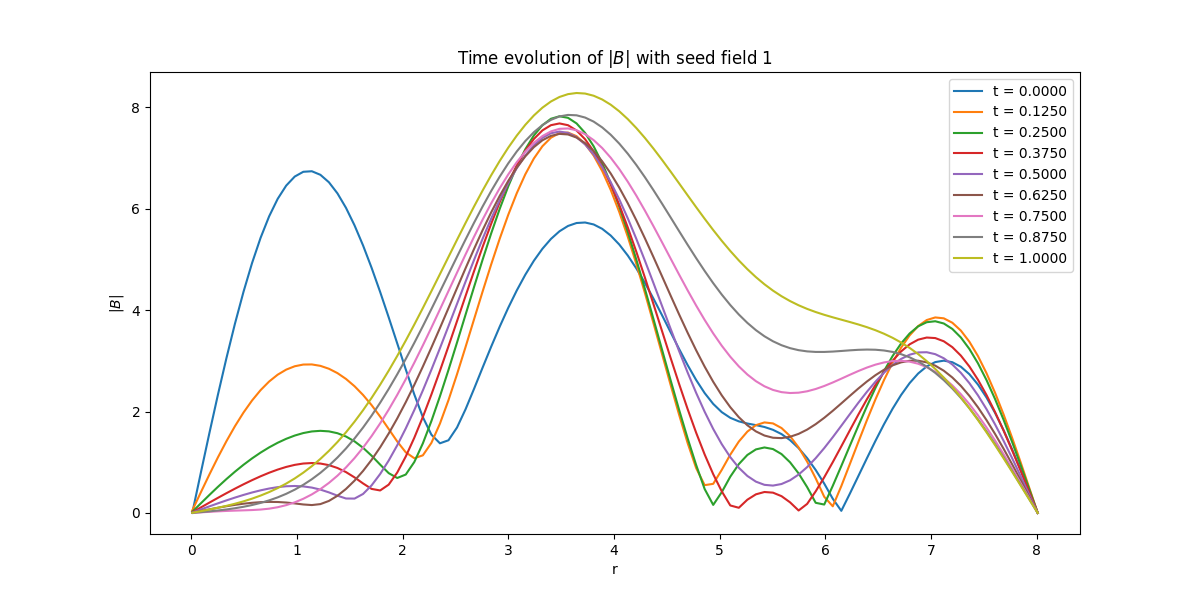 Time evolution of |B| with seed field 1
t = 0.0000
t = 0.1250
t = 0.2500
t = 0.3750
t = 0.5000
t = 0.6250
t = 0.7500
t = 0.8750
t = 1.0000
|B|
8
6
4
2
0
0 1 2 3 4 5 6 7 8
r